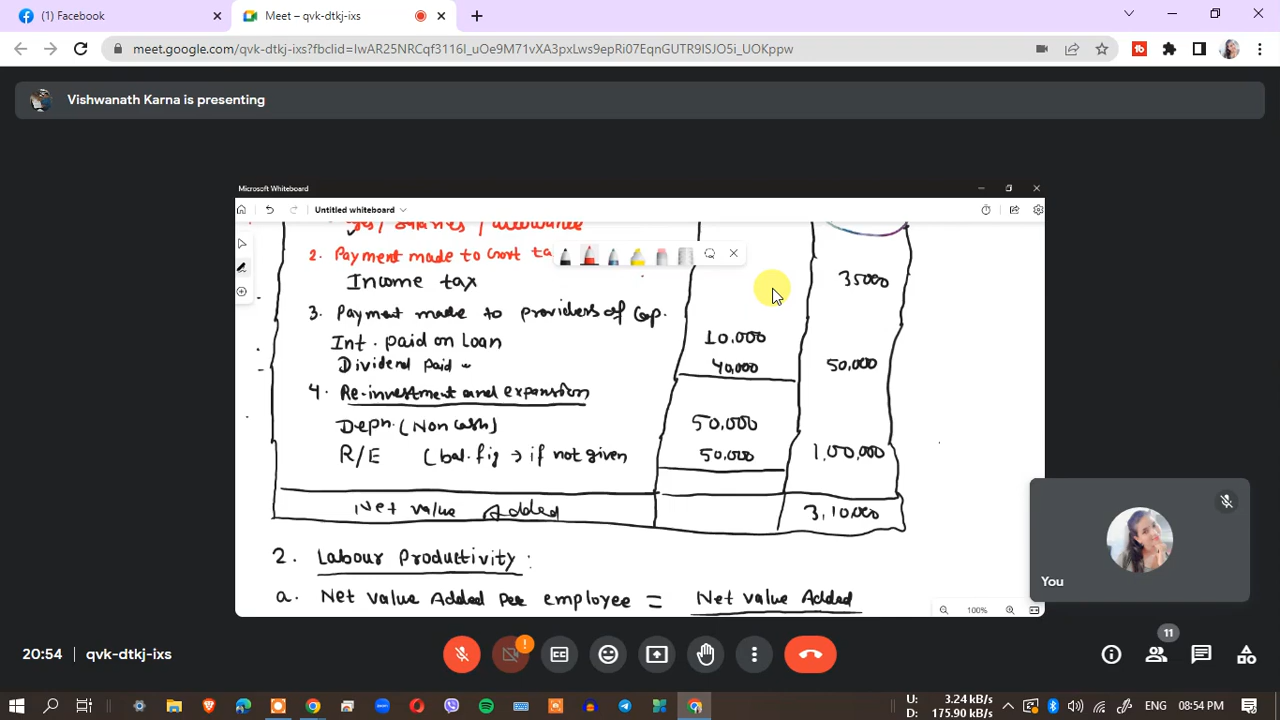 (1) Facebook
Meet – qvk-dtkj-ixs
meet.google.com/qvk-dtkj-ixs?fbclid=IwAR25NRCqf3116l_uOe9M71vXA3pxLws9epRi07EqnGUTR9ISJO5i_UOKppw
Vishwanath Karna is presenting
Microsoft Whiteboard
Untitled whiteboard
/ allowance
2. Payment made to Govt ta
Income tax 35000
3. Payment made to providers of Cap.
Int. paid on Loan 10,000
Dividend Paid 40,000 50,000
4. Re-investment and expansion
Depn. (Non cash) 50,000
R/E (bal. fig → if not given 50,000 1,00,000
Net value Added 3,10,000
2. Labour Productivity :
a. Net value Added Per employee = Net value Added
100%
You
11
20:54 | qvk-dtkj-ixs
U: 3.24 kB/s
D: 175.90 kB/s
ENG 08:54 PM